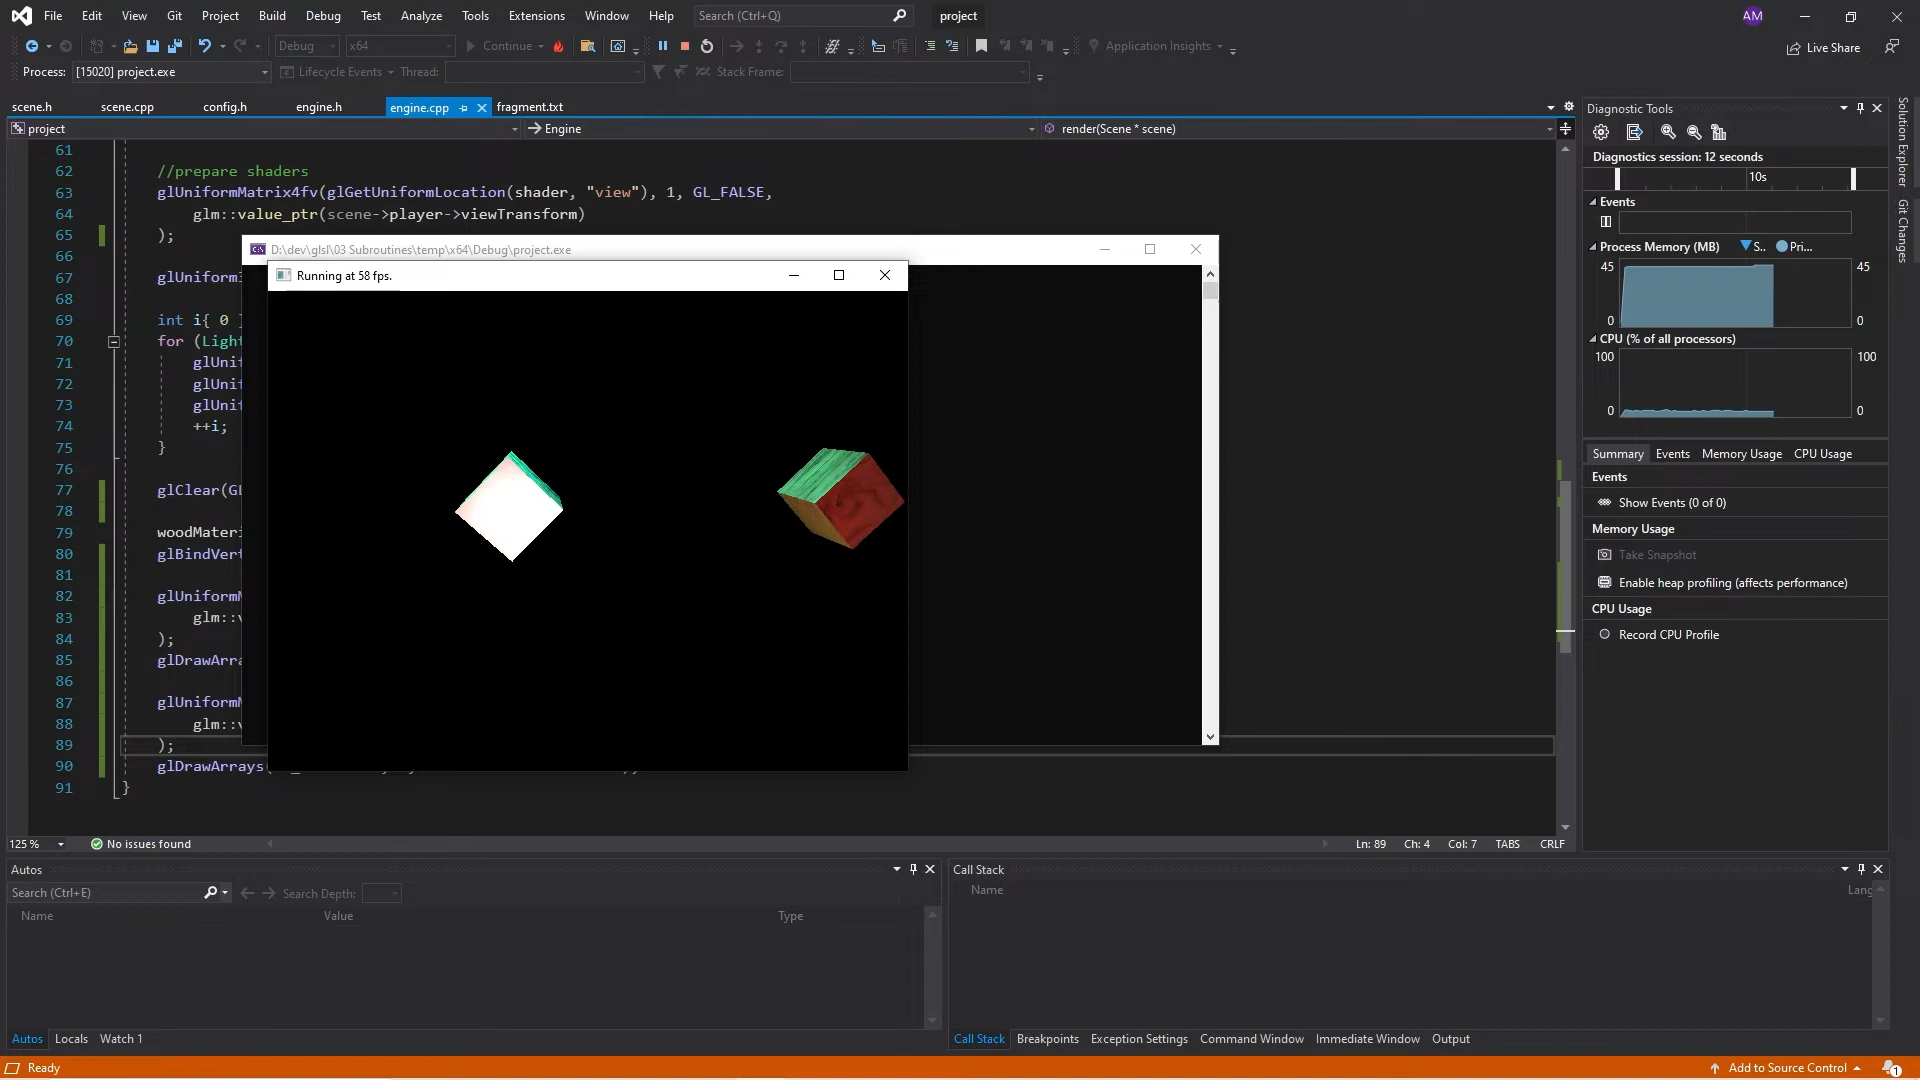 File Edit View Git Project Build Debug Test Analyze Tools Extensions Window Help Search (Ctrl+Q) project AM
Debug x64 Continue Application Insights Live Share
Process: [15020] project.exe Lifecycle Events Thread: Stack Frame:
scene.h scene.cpp config.h engine.h engine.cpp fragment.txt
project Engine render(Scene * scene)
61
62 //prepare shaders
63 glUniformMatrix4fv(glGetUniformLocation(shader, "view"), 1, GL_FALSE,
64 glm::value_ptr(scene->player->viewTransform)
65 );
66
D:\dev\glsl\03 Subroutines\temp\x64\Debug\project.exe
67 glUniform
Running at 58 fps.
68
69 int i{ 0
70 for (Light
71 glUnif
72 glUnif
73 glUnif
74 ++i;
75 }
76
77 glClear(GL
78
79 woodMateri
80 glBindVert
81
82 glUniformM
83 glm::v
84 );
85 glDrawArra
86
87 glUniformM
88 glm::v
89 );
90 glDrawArrays
91 }
125 % No issues found Ln: 89 Ch: 4 Col: 7 TABS CRLF
Diagnostic Tools
Diagnostics session: 12 seconds
10s
Events
Process Memory (MB) S.. Pri...
45 45
0 0
CPU (% of all processors)
100 100
0 0
Summary Events Memory Usage CPU Usage
Events
Show Events (0 of 0)
Memory Usage
Take Snapshot
Enable heap profiling (affects performance)
CPU Usage
Record CPU Profile
Solution Explorer
Git Changes
Autos
Search (Ctrl+E) Search Depth:
Name Value Type
Autos Locals Watch 1
Call Stack
Name Lang
Call Stack Breakpoints Exception Settings Command Window Immediate Window Output
Ready Add to Source Control 1